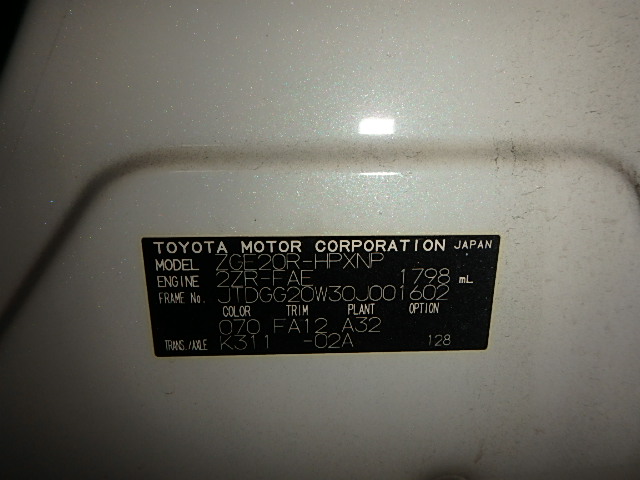 TOYOTA MOTOR CORPORATION JAPAN
MODEL ZGE20R-HPXNP
ENGINE 2ZR-FAE 1798 mL
FRAME No. JTDGG20W30J001602
COLOR TRIM PLANT OPTION
070 FA12 A32
TRANS./AXLE K311 -02A 128